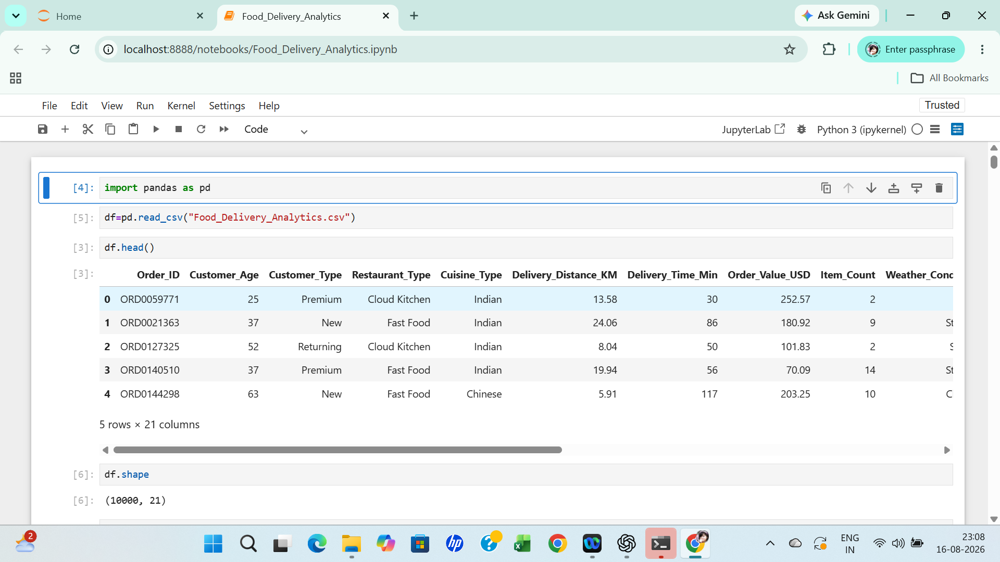 Home
Food_Delivery_Analytics
Ask Gemini
localhost:8888/notebooks/Food_Delivery_Analytics.ipynb
Enter passphrase
All Bookmarks
File Edit View Run Kernel Settings Help
Trusted
Code
JupyterLab
Python 3 (ipykernel)
[4]: import pandas as pd
[5]: df=pd.read_csv("Food_Delivery_Analytics.csv")
[3]: df.head()
[3]: Order_ID Customer_Age Customer_Type Restaurant_Type Cuisine_Type Delivery_Distance_KM Delivery_Time_Min Order_Value_USD Item_Count Weather_Cond
0 ORD0059771 25 Premium Cloud Kitchen Indian 13.58 30 252.57 2
1 ORD0021363 37 New Fast Food Indian 24.06 86 180.92 9 St
2 ORD0127325 52 Returning Cloud Kitchen Indian 8.04 50 101.83 2
3 ORD0140510 37 Premium Fast Food Indian 19.94 56 70.09 14 St
4 ORD0144298 63 New Fast Food Chinese 5.91 117 203.25 10
5 rows × 21 columns
[6]: df.shape
[6]: (10000, 21)
2
hp
ENG
IN
23:08
16-08-2026